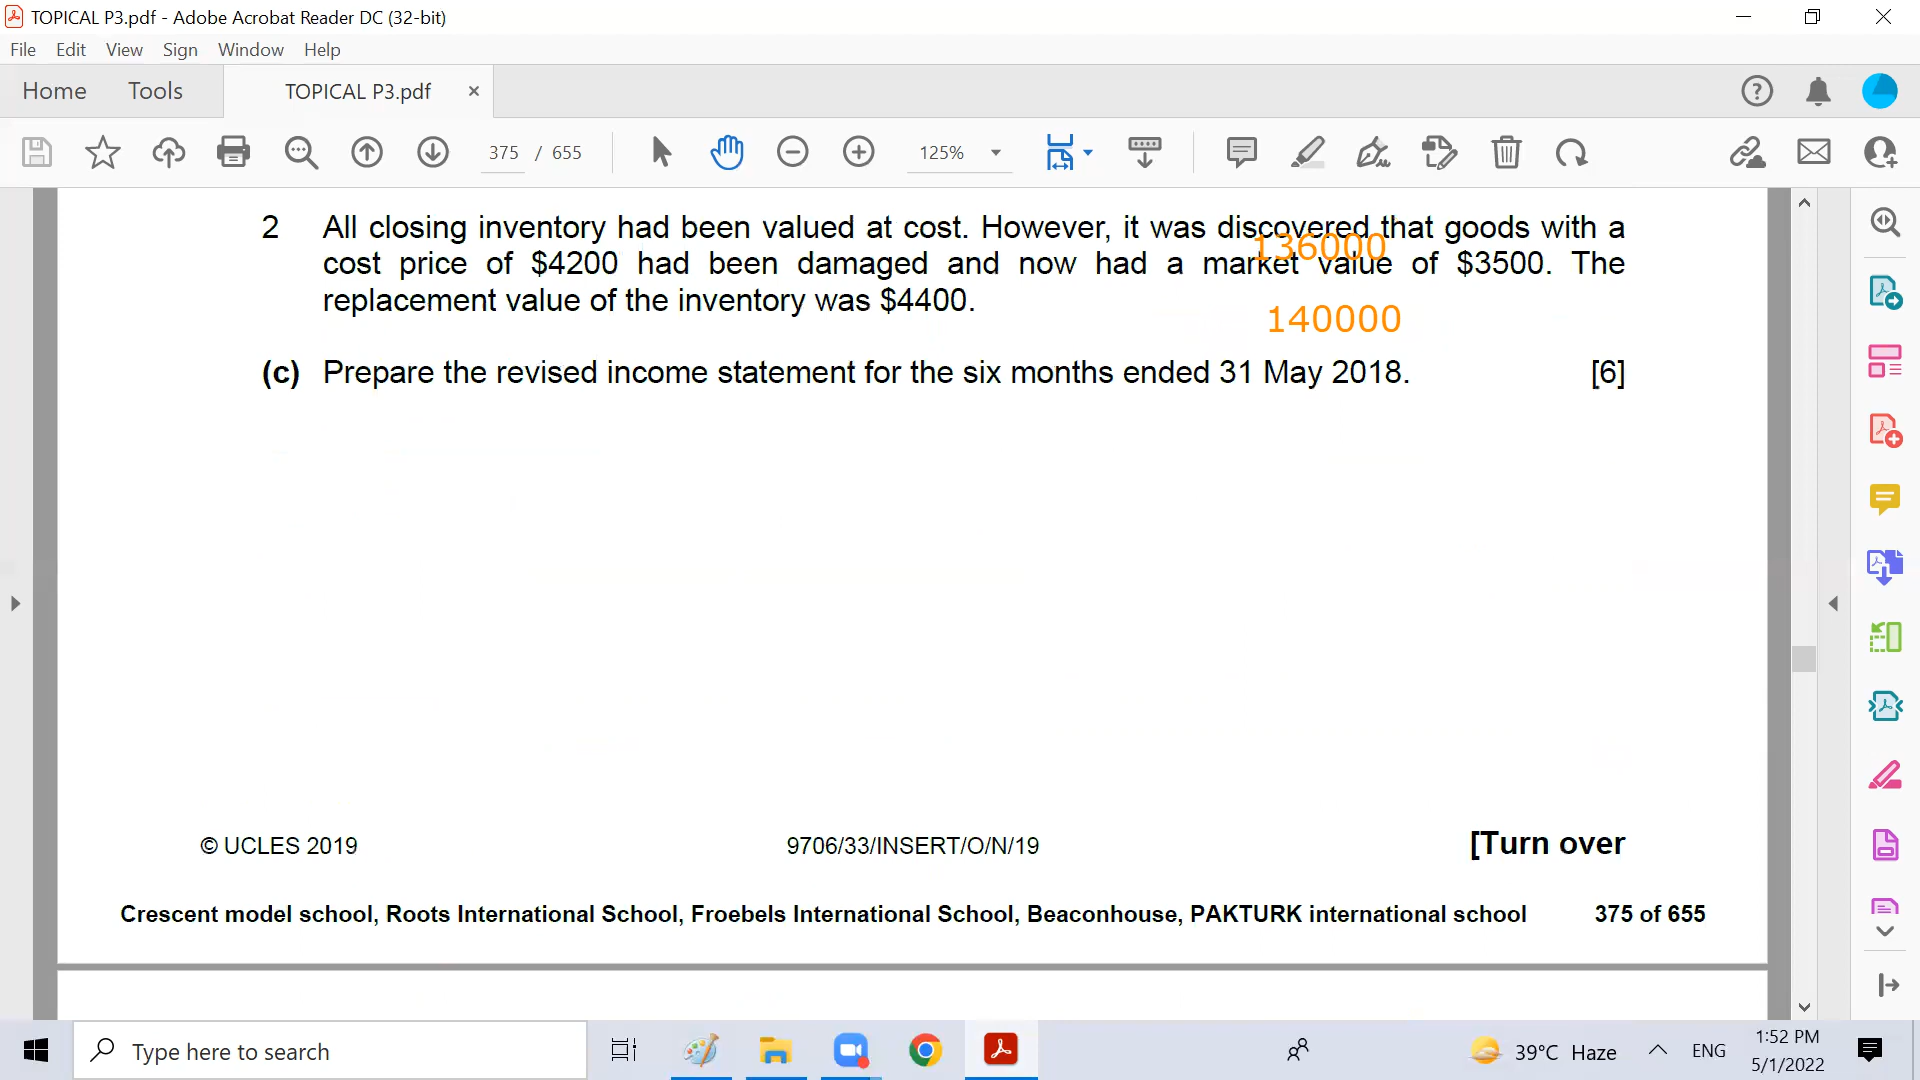 TOPICAL P3.pdf - Adobe Acrobat Reader DC (32-bit)
File Edit View Sign Window Help
Home Tools TOPICAL P3.pdf ×
375 / 655 125%
2 All closing inventory had been valued at cost. However, it was discovered that goods with a
136000
cost price of $4200 had been damaged and now had a market value of $3500. The
replacement value of the inventory was $4400.
140000
(c) Prepare the revised income statement for the six months ended 31 May 2018. [6]
© UCLES 2019 9706/33/INSERT/O/N/19 [Turn over
Crescent model school, Roots International School, Froebels International School, Beaconhouse, PAKTURK international school 375 of 655
Type here to search 39°C Haze ENG 1:52 PM
5/1/2022